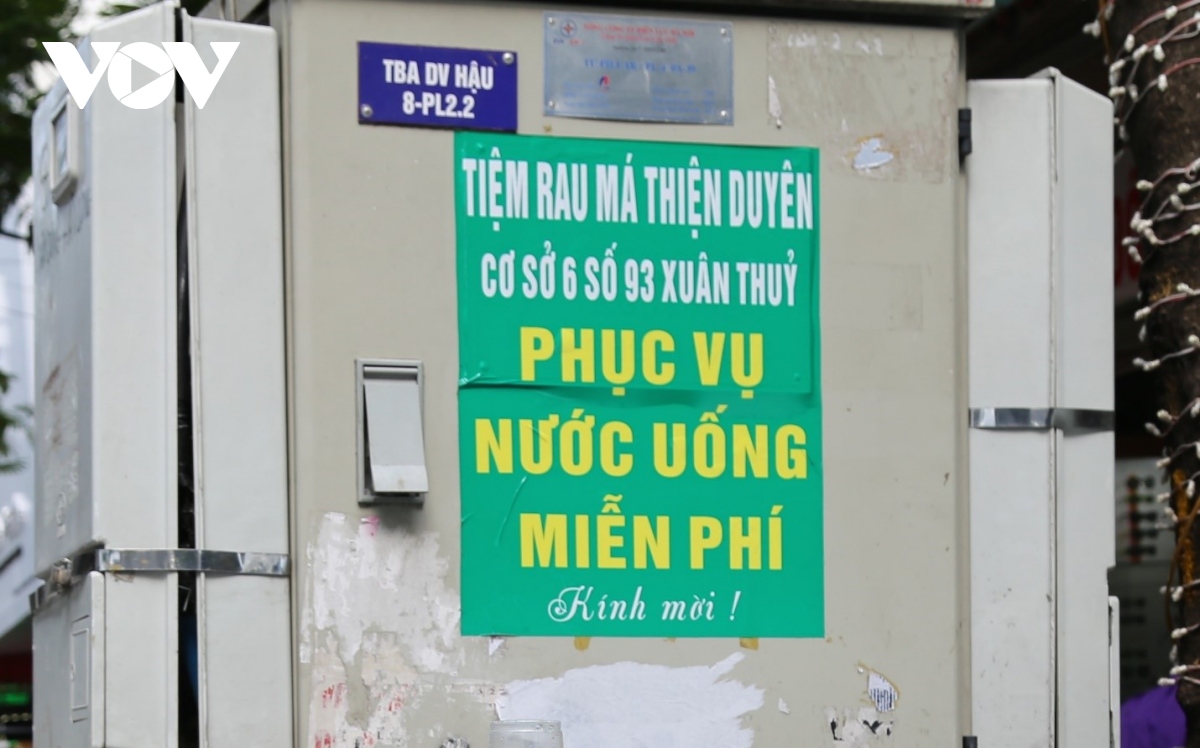 VOV
TBA DV HẬU
8-PL2.2
TIỆM RAU MÁ THIỆN DUYÊN
CƠ SỞ 6 SỐ 93 XUÂN THUỶ
PHỤC VỤ
NƯỚC UỐNG
MIỄN PHÍ
Kính mời !